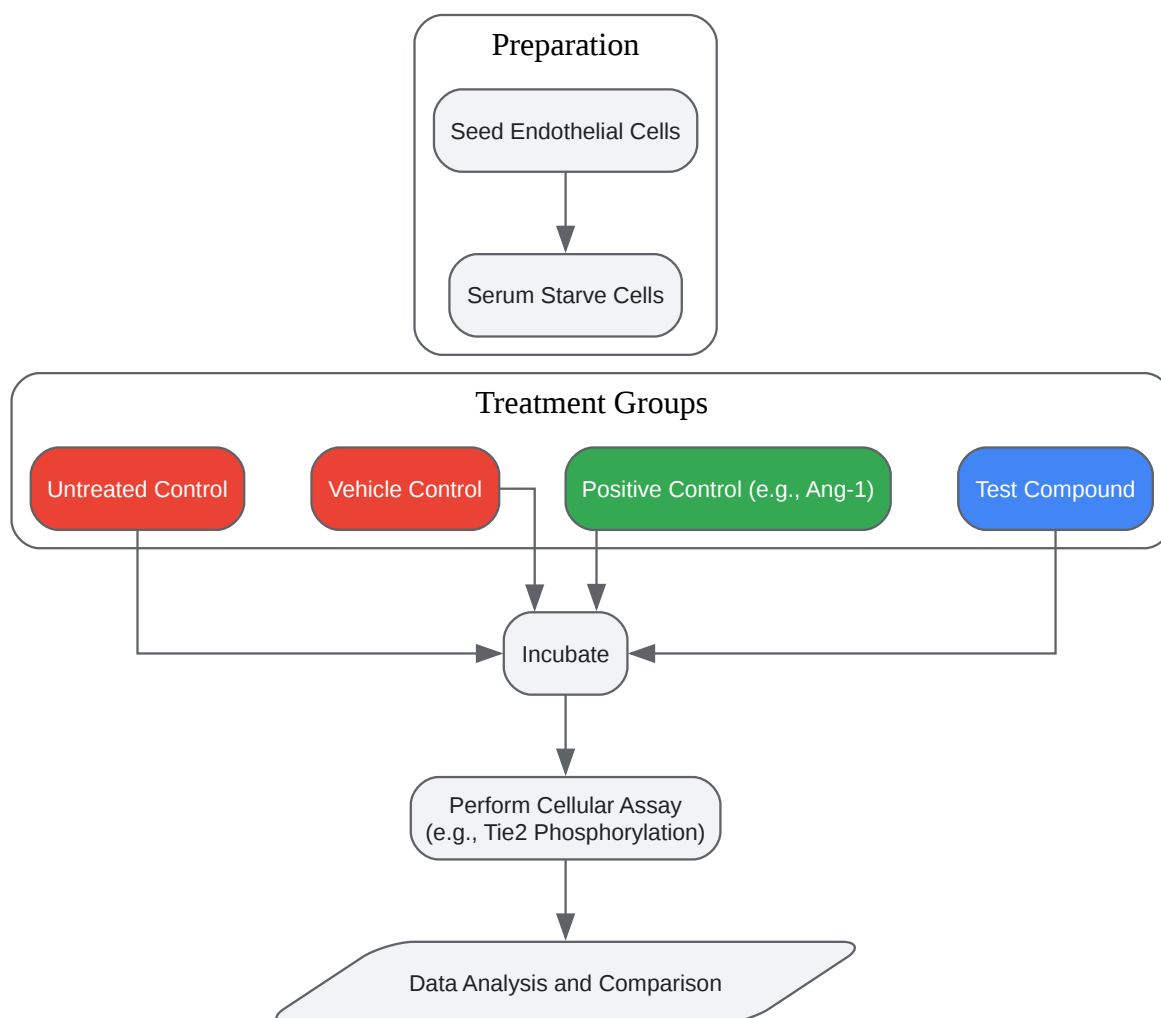 Preparation
Seed Endothelial Cells
Serum Starve Cells
Treatment Groups
Untreated Control
Vehicle Control
Positive Control (e.g., Ang-1)
Test Compound
Incubate
Perform Cellular Assay
(e.g., Tie2 Phosphorylation)
Data Analysis and Comparison